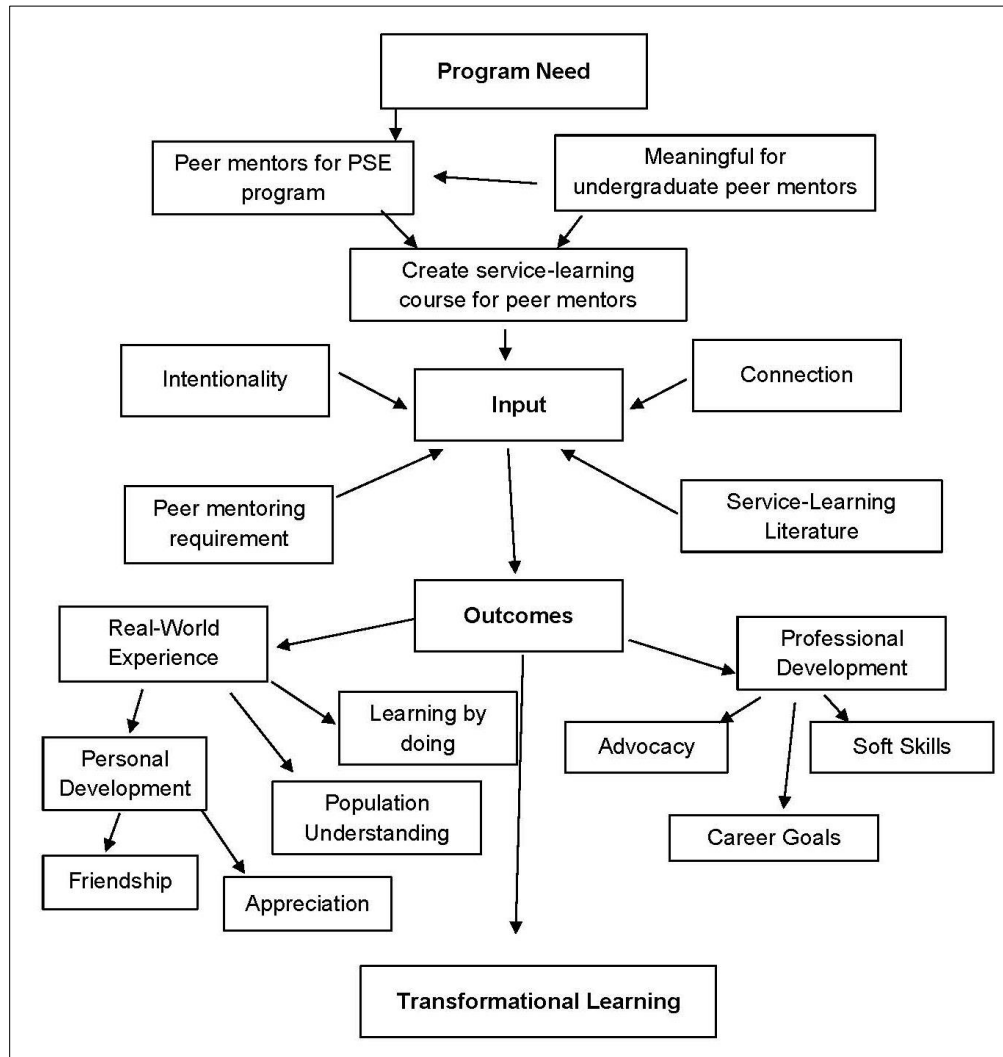 Program Need
Peer mentors for PSE
program
Meaningful for
undergraduate peer mentors
Create service-learning
course for peer mentors
Intentionality
Input
Connection
Peer mentoring
requirement
Service-Learning
Literature
Outcomes
Real-World
Experience
Professional
Development
Learning by
doing
Advocacy
Soft Skills
Personal
Development
Population
Understanding
Career Goals
Friendship
Appreciation
Transformational Learning